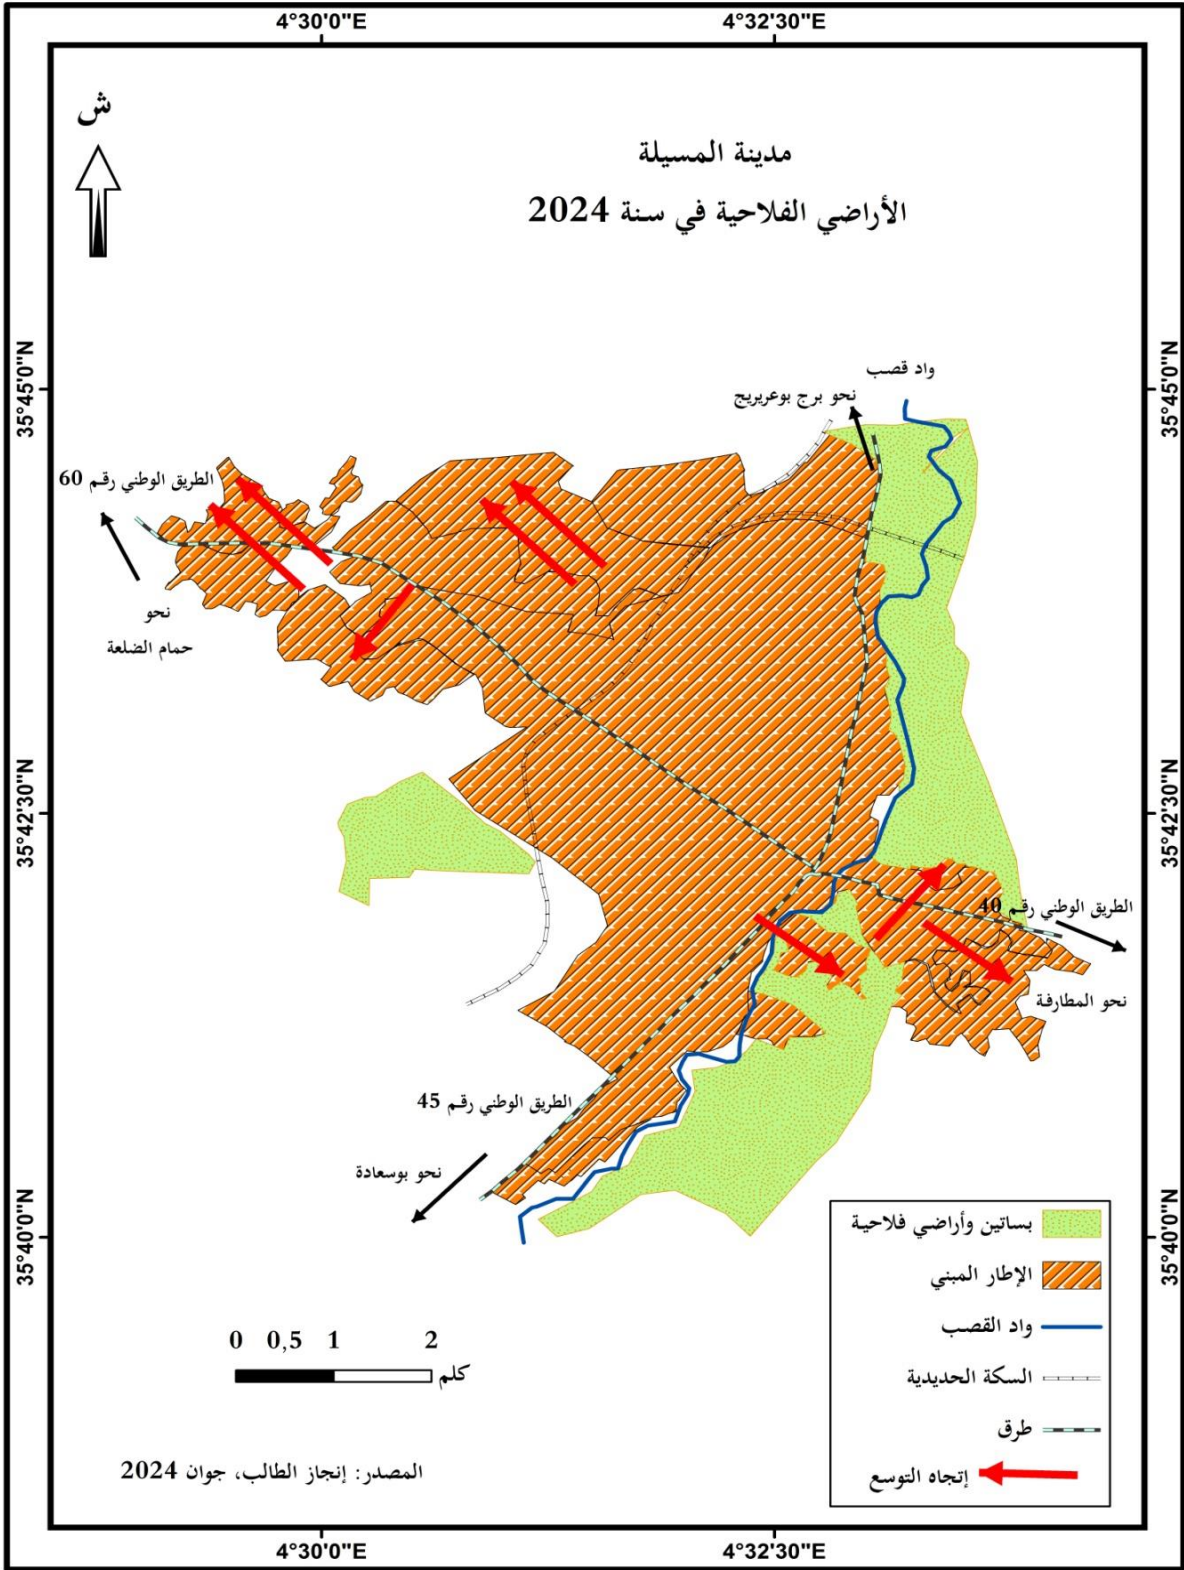 4°30'0"E
4°32'30"E
ش
مدينة المسيلة
الأراضي الفلاحية في سنة 2024
35°45'0"N
35°45'0"N
واد قصب
نحو برج بوعريريج
الطريق الوطني رقم 60
نحو
حمام الضلعة
35°42'30"N
35°42'30"N
الطريق الوطني رقم 40
نحو المطارفة
الطريق الوطني رقم 45
نحو بوسعادة
35°40'0"N
35°40'0"N
بساتين وأراضي فلاحية
الإطار المبني
واد القصب
السكة الحديدية
طرق
إتجاه التوسع
0 0,5 1 2
كلم
المصدر: إنجاز الطالب، جوان 2024
4°30'0"E
4°32'30"E